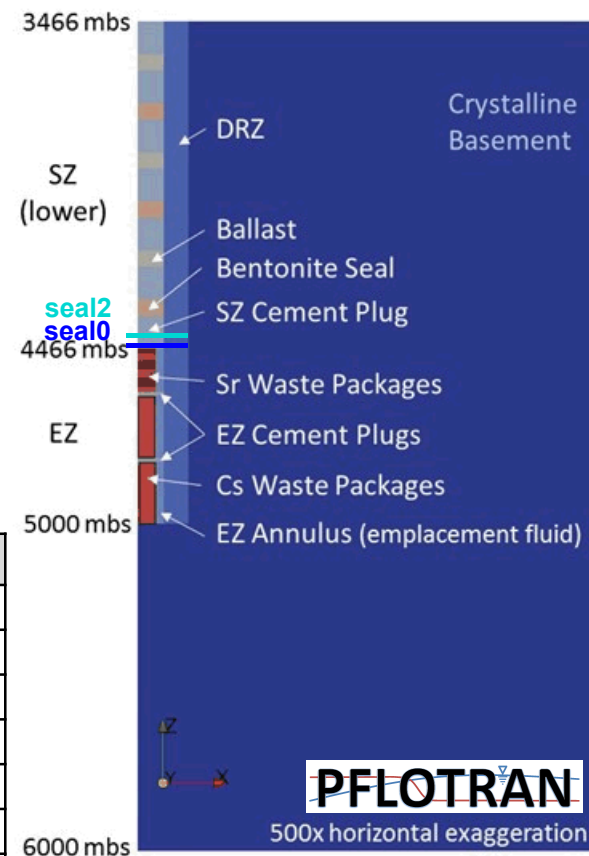 3466 mbs
Crystalline
Basement
DRZ
SZ
(lower)
Ballast
Bentonite Seal
seal2
SZ Cement Plug
seal0
4466 mbs
Sr Waste Packages
EZ
EZ Cement Plugs
Cs Waste Packages
5000 mbs
EZ Annulus (emplacement fluid)
Z
Y
X
PFLOTRAN
500x horizontal exaggeration
6000 mbs